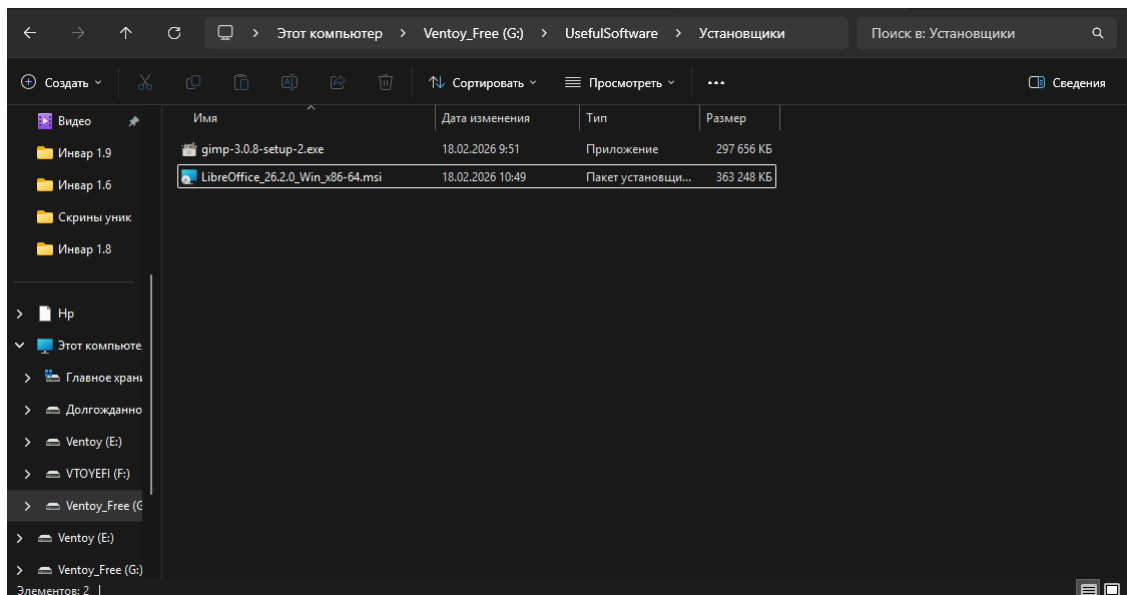 Этот компьютер > Ventoy_Free (G:) > UsefulSoftware > Установщики
Поиск в: Установщики
Создать
Сортировать
Просмотреть
Сведения
Имя
Дата изменения
Тип
Размер
gimp-3.0.8-setup-2.exe 18.02.2026 9:51 Приложение 297 656 КБ
LibreOffice_26.2.0_Win_x86-64.msi 18.02.2026 10:49 Пакет установщи... 363 248 КБ
Видео
Инвар 1.9
Инвар 1.6
Скрины уник
Инвар 1.8
Hp
Этот компьюте
Главное храни
Долгожданно
Ventoy (E:)
VTOYEFI (F:)
Ventoy_Free (G
Ventoy (E:)
Ventoy_Free (G:)
Элементов: 2